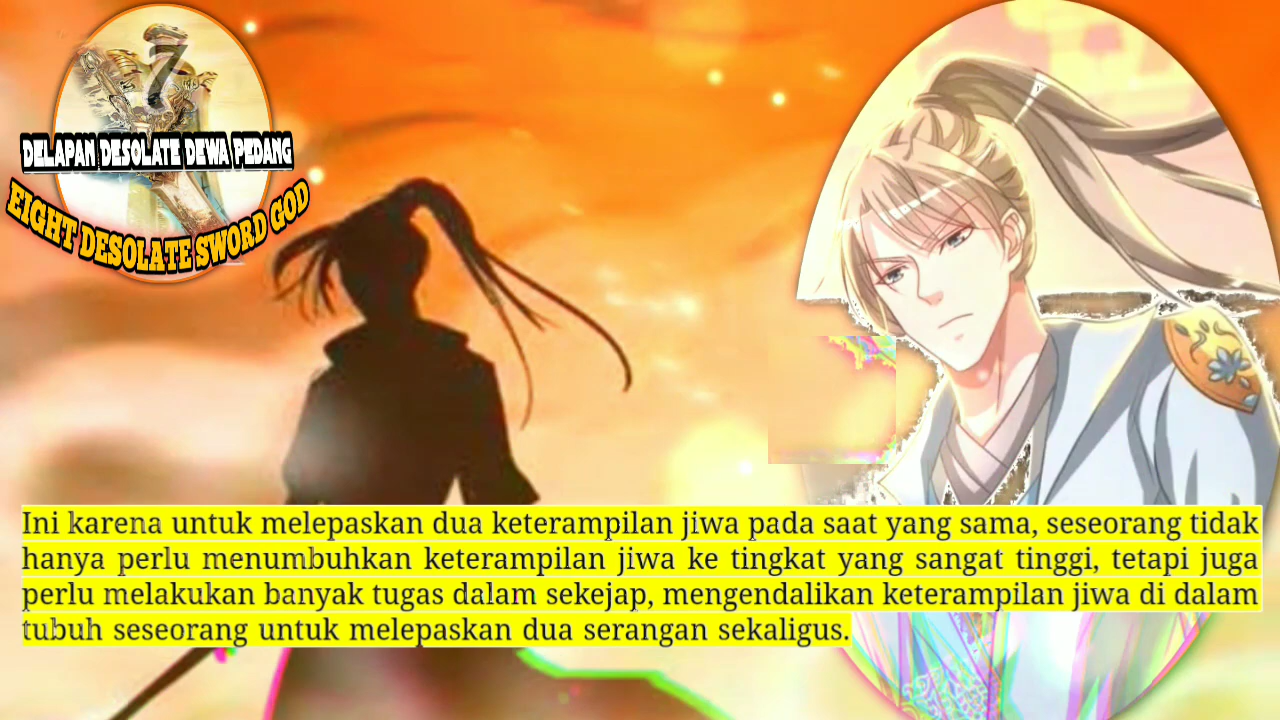 7
DELAPAN DESOLATE DEWA PEDANG
EIGHT DESOLATE SWORD GOD
Ini karena untuk melepaskan dua keterampilan jiwa pada saat yang sama, seseorang tidak
hanya perlu menumbuhkan keterampilan jiwa ke tingkat yang sangat tinggi, tetapi juga
perlu melakukan banyak tugas dalam sekejap, mengendalikan keterampilan jiwa di dalam
tubuh seseorang untuk melepaskan dua serangan sekaligus.